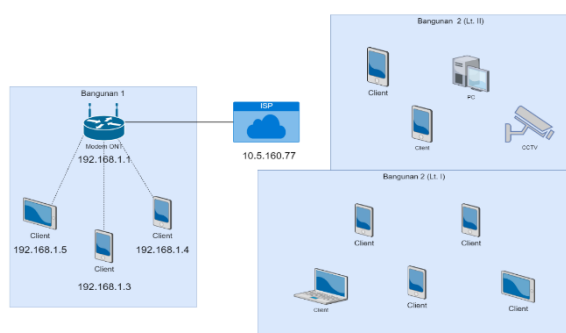 Bangunan 1
Modem ONT
192.168.1.1
Client
192.168.1.5
Client
192.168.1.3
Client
192.168.1.4
ISP
10.5.160.77
Bangunan 2 (Lt. II)
Client
PC
Client
CCTV
Bangunan 2 (Lt. I)
Client
Client
Client
Client
Client